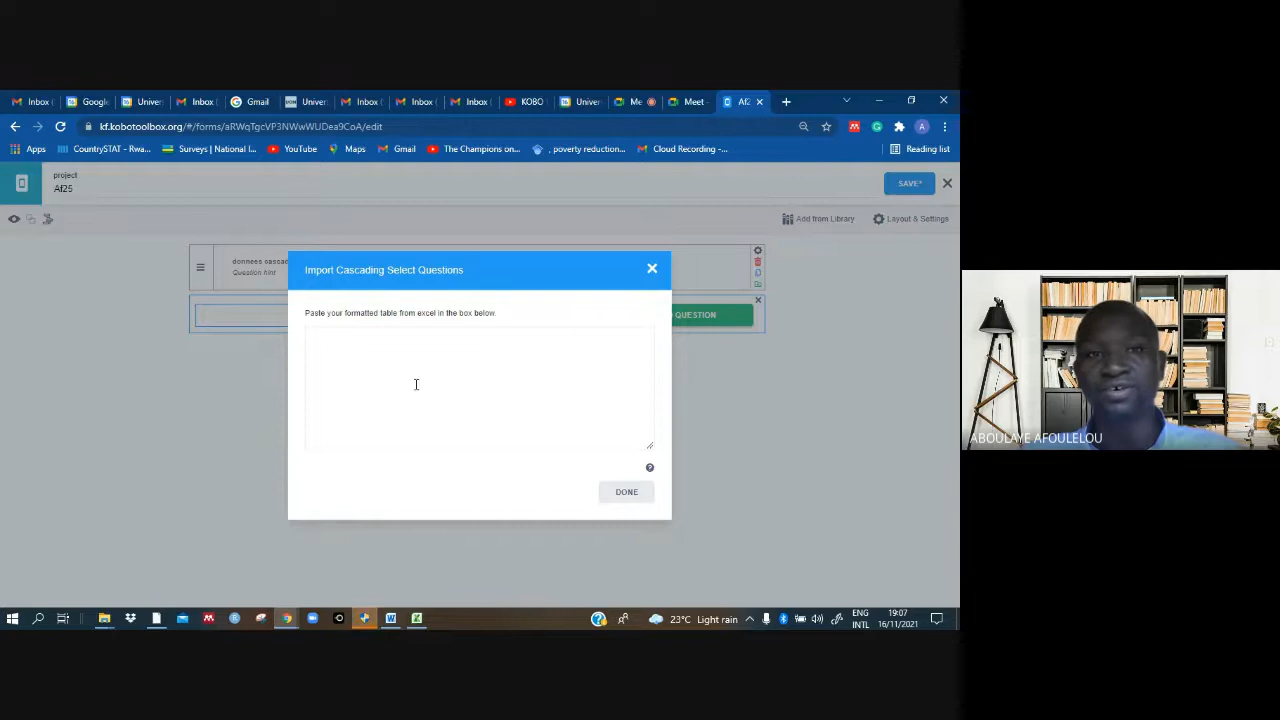 Inbox (
Google
Univer
Inbox (
Gmail
Univer
Inbox (
Inbox (
Inbox (
KOBO
Univer
Me
Meet -
Af2
kf.kobotoolbox.org/#/forms/aRWqTgcVP3NWwWUDea9CoA/edit
Apps
CountrySTAT - Rwa...
Surveys | National I...
YouTube
Maps
Gmail
The Champions on...
, poverty reduction...
Cloud Recording -...
Reading list
project
Af25
SAVE*
Add from Library
Layout & Settings
donnees cascad
Question hint
QUESTION
Import Cascading Select Questions
Paste your formatted table from excel in the box below.
DONE
ABOULAYE AFOULELOU
23°C Light rain
ENG
INTL
19:07
16/11/2021